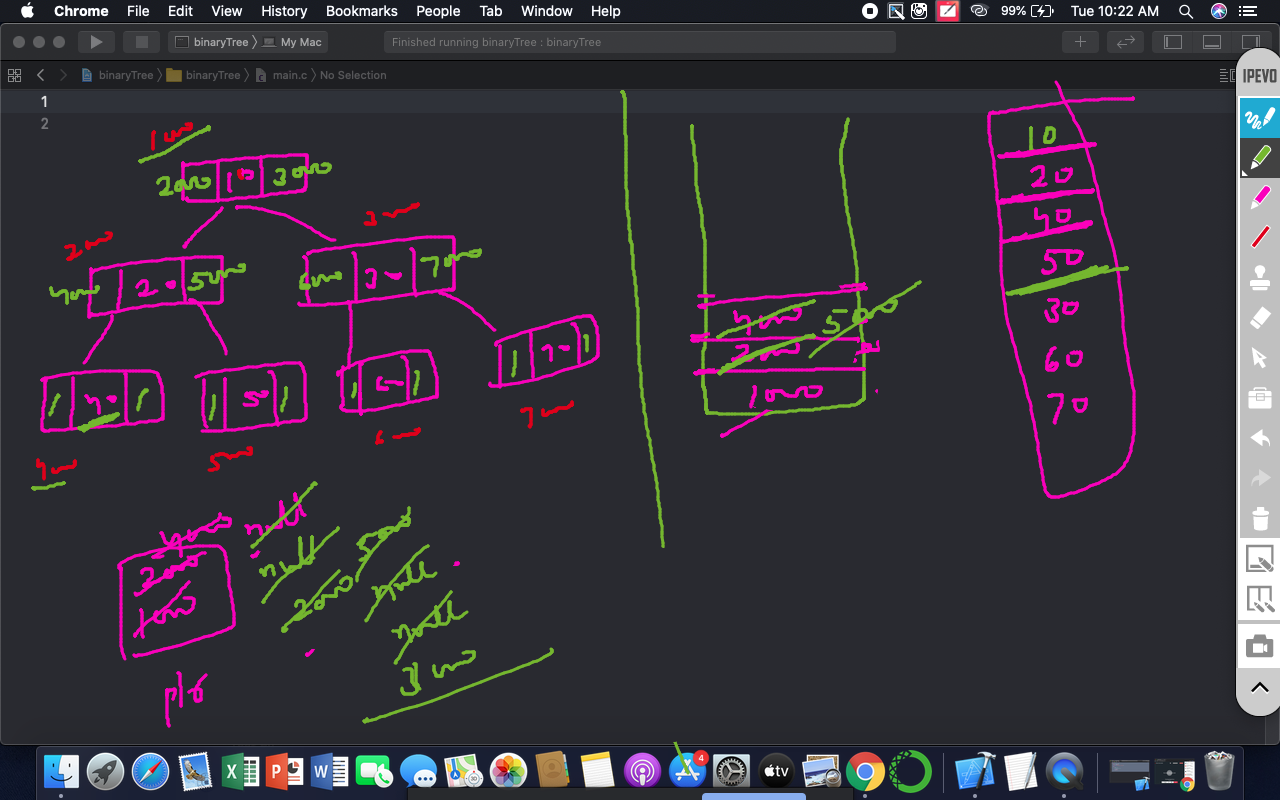 Chrome File Edit View History Bookmarks People Tab Window Help 99% Tue 10:22 AM
binaryTree My Mac Finished running binaryTree : binaryTree
binaryTree binaryTree main.c No Selection
IPEVO
1
2
1000
2000 10 3000
2000 3000
4000 20 5000 6000 30 7000
40 50 60 70
4000 5000 6000 7000
4000 null
2000 null 5000
1000 2000 null
null
3000
ptr
4000 5000
2000
1000
10
20
40
50
30
60
70
4
tv